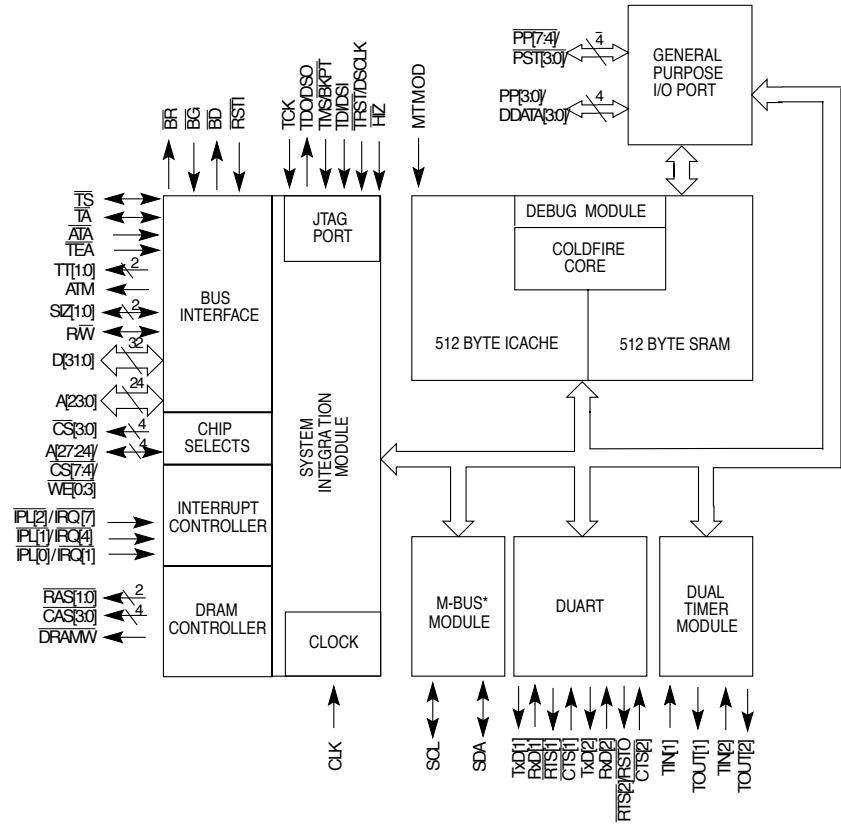 PP[7:4]/
PST[3:0]/
4
PP[3:0]/
DDATA[3:0]/
4
GENERAL
PURPOSE
I/O PORT
BR
BG
BD
RSTI
TCK
TDO/DSO
TMS/BKPT
TDI/DSI
TRST/DSCLK
HIZ
MTMOD
TS
TA
ATA
TEA
TT[1:0]
2
ATM
SIZ[1:0]
2
R/W
D[31:0]
32
A[23:0]
24
CS[3:0]
4
A[27:24]/
4
CS[7:4]/
WE[0:3]
IPL[2]/IRQ[7]
IPL[1]/IRQ[4]
IPL[0]/IRQ[1]
RAS[1:0]
2
CAS[3:0]
4
DRAMW
BUS
INTERFACE
CHIP
SELECTS
INTERRUPT
CONTROLLER
DRAM
CONTROLLER
JTAG
PORT
SYSTEM
INTEGRATION
MODULE
CLOCK
CLK
DEBUG MODULE
COLDFIRE
CORE
512 BYTE ICACHE
512 BYTE SRAM
M-BUS*
MODULE
DUART
DUAL
TIMER
MODULE
SCL
SDA
TxD[1]
RxD[1]
RTS[1]
CTS[1]
TxD[2]
RxD[2]
RTS[2]/RSTO
CTS[2]
TIN[1]
TOUT[1]
TIN[2]
TOUT[2]